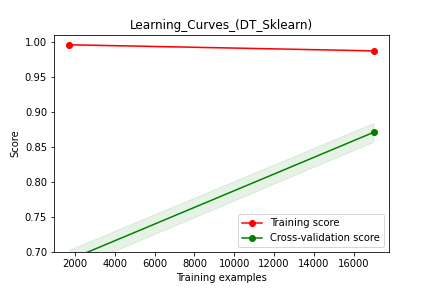 Learning_Curves_(DT_Sklearn)
1.00
0.95
0.90
0.85
0.80
0.75
0.70
Score
2000 4000 6000 8000 10000 12000 14000 16000
Training examples
Training score
Cross-validation score